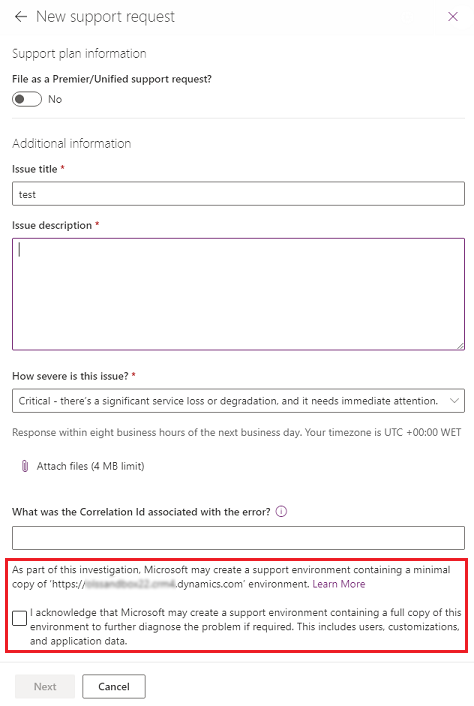 New support request
Support plan information
File as a Premier/Unified support request?
No
Additional information
Issue title *
test
Issue description *
How severe is this issue? *
Critical - there's a significant service loss or degradation, and it needs immediate attention.
Response within eight business hours of the next business day. Your timezone is UTC +00:00 WET
Attach files (4 MB limit)
What was the Correlation Id associated with the error?
As part of this investigation, Microsoft may create a support environment containing a minimal
copy of 'https:// .dynamics.com' environment. Learn More
I acknowledge that Microsoft may create a support environment containing a full copy of this
environment to further diagnose the problem if required. This includes users, customizations,
and application data.
Next
Cancel